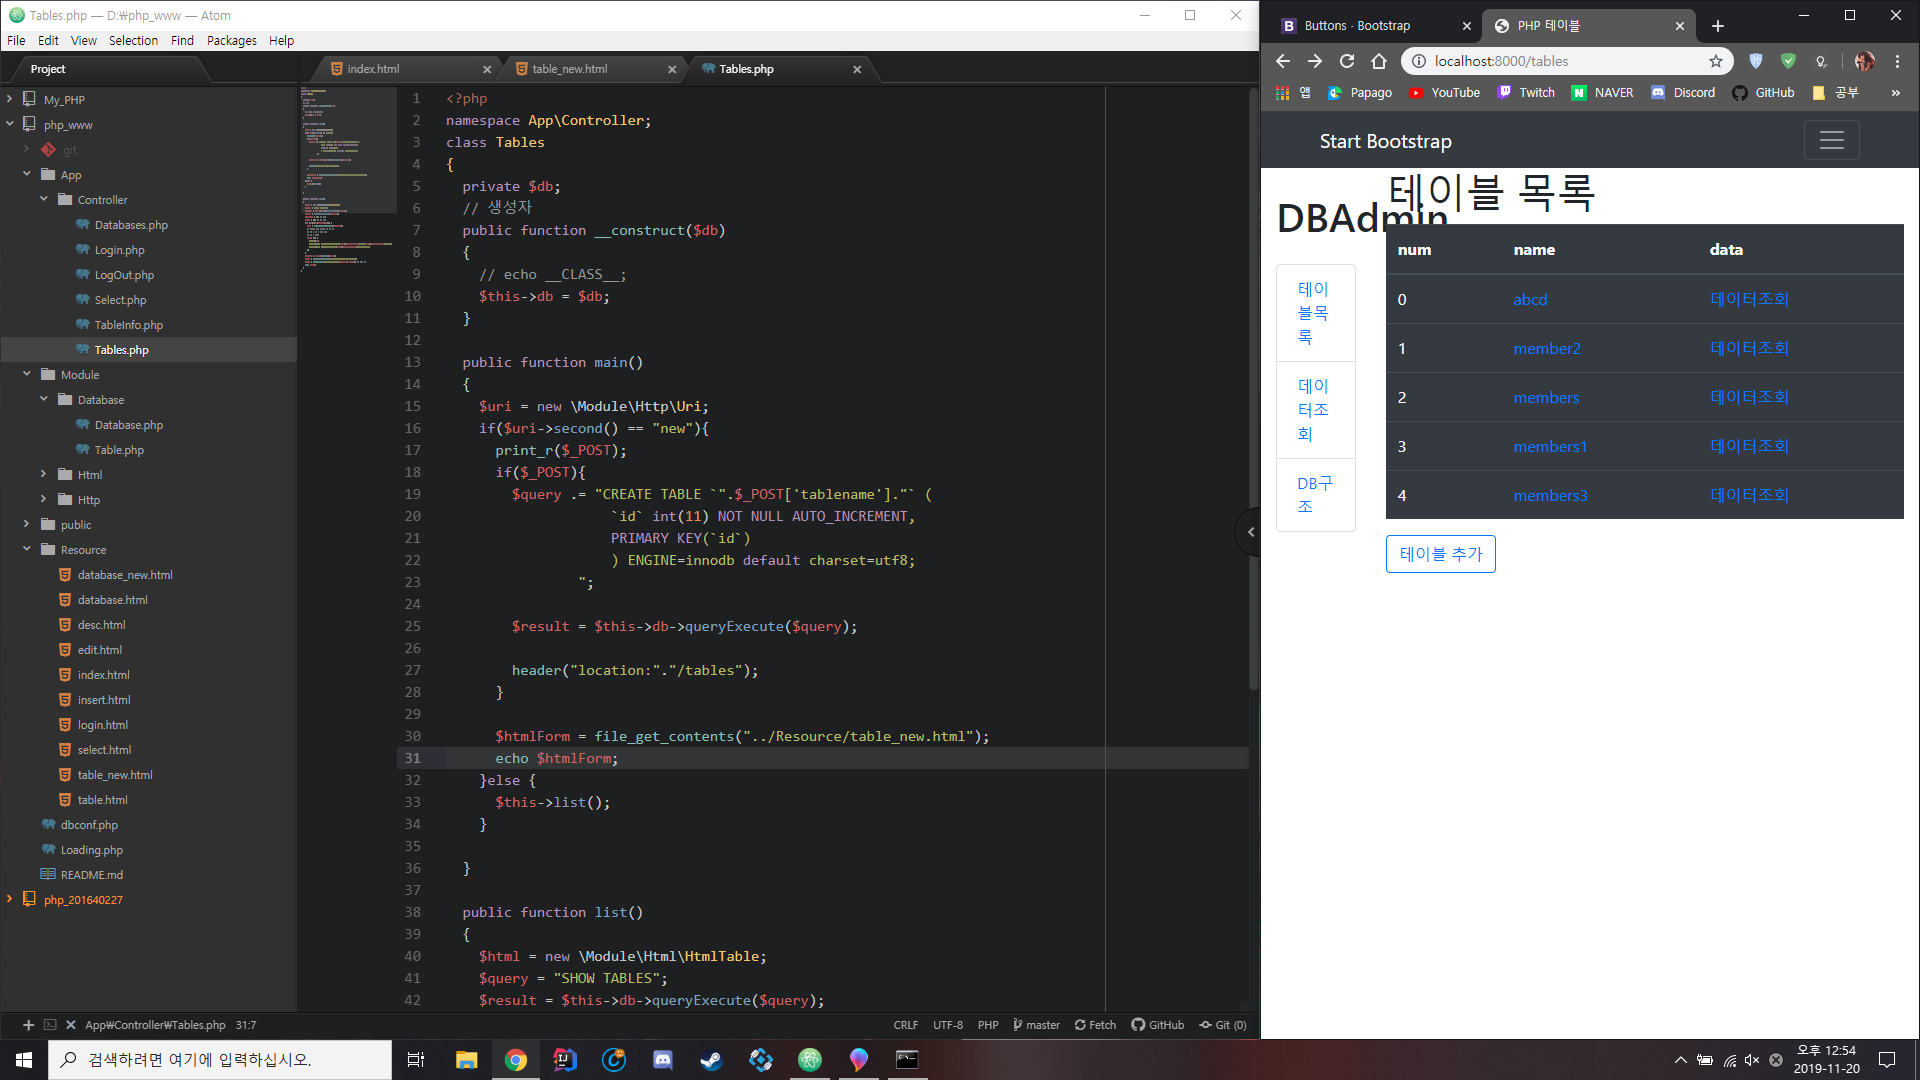 Tables.php — D:₩php_www — Atom
File Edit View Selection Find Packages Help
Project
My_PHP
php_www
.git
App
Controller
Databases.php
Login.php
LogOut.php
Select.php
TableInfo.php
Tables.php
Module
Database
Database.php
Table.php
Html
Http
public
Resource
database_new.html
database.html
desc.html
edit.html
index.html
insert.html
login.html
select.html
table_new.html
table.html
dbconf.php
Loading.php
README.md
php_201640227
index.html
table_new.html
Tables.php
1 <?php
2 namespace App\Controller;
3 class Tables
4 {
5 private $db;
6 // 생성자
7 public function __construct($db)
8 {
9 // echo __CLASS__;
10 $this->db = $db;
11 }
12
13 public function main()
14 {
15 $uri = new \Module\Http\Uri;
16 if($uri->second() == "new"){
17 print_r($_POST);
18 if($_POST){
19 $query .= "CREATE TABLE `".$_POST['tablename']."` (
20 `id` int(11) NOT NULL AUTO_INCREMENT,
21 PRIMARY KEY(`id`)
22 ) ENGINE=innodb default charset=utf8;
23 ";
24
25 $result = $this->db->queryExecute($query);
26
27 header("location:"."/tables");
28 }
29
30 $htmlForm = file_get_contents("../Resource/table_new.html");
31 echo $htmlForm;
32 }else {
33 $this->list();
34 }
35
36 }
37
38 public function list()
39 {
40 $html = new \Module\Html\HtmlTable;
41 $query = "SHOW TABLES";
42 $result = $this->db->queryExecute($query);
App₩Controller₩Tables.php 31:7
CRLF UTF-8 PHP master Fetch GitHub Git (0)
Buttons · Bootstrap
PHP 테이블
localhost:8000/tables
앱 Papago YouTube Twitch NAVER Discord GitHub 공부 »
Start Bootstrap
DBAdmin
테이블목록
데이터조회
DB구조
테이블 목록
num name data
0 abcd 데이터조회
1 member2 데이터조회
2 members 데이터조회
3 members1 데이터조회
4 members3 데이터조회
테이블 추가
검색하려면 여기에 입력하십시오.
오후 12:54
2019-11-20